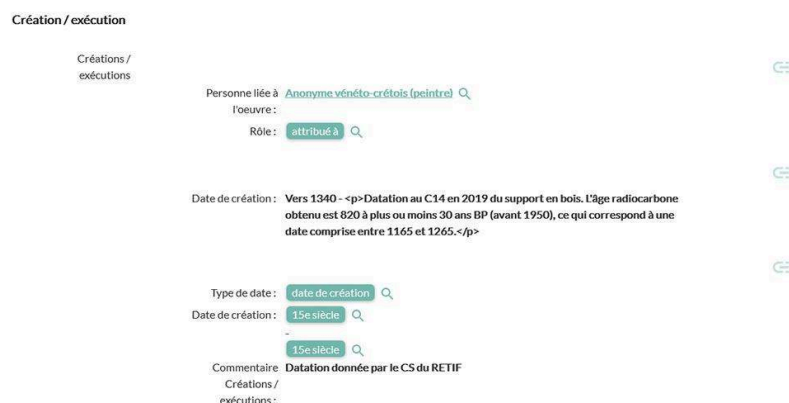 Création / exécution
Créations /
exécutions
Personne liée à
l'oeuvre :
Anonyme vénéto-crétois (peintre)
Rôle :
attribué à
Date de création :
Vers 1340 - <p>Datation au C14 en 2019 du support en bois. L'âge radiocarbone
obtenu est 820 à plus ou moins 30 ans BP (avant 1950), ce qui correspond à une
date comprise entre 1165 et 1265.</p>
Type de date :
date de création
Date de création :
15e siècle
-
15e siècle
Commentaire
Créations /
exécutions :
Datation donnée par le CS du RETIF